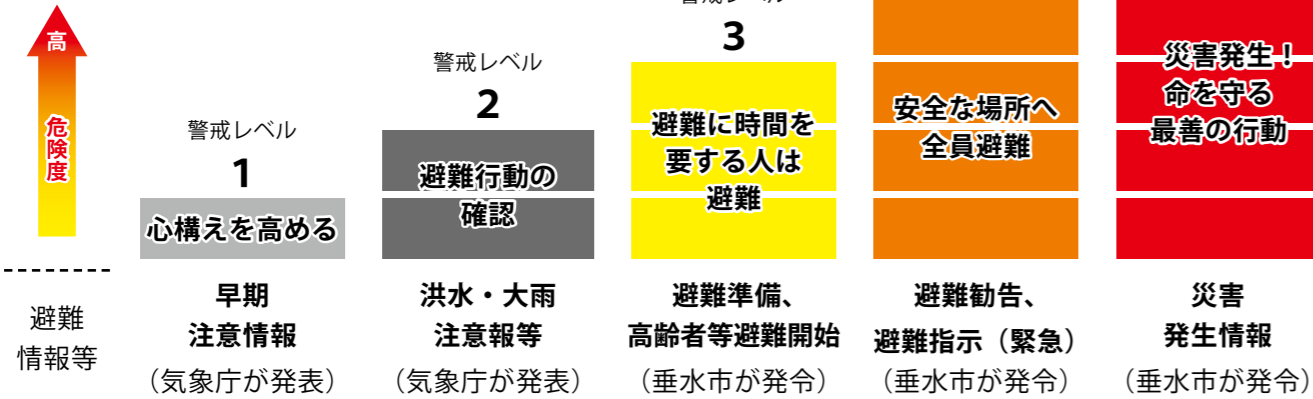 高
危険度
避難
情報等
警戒レベル
1
心構えを高める
早期
注意情報
（気象庁が発表）
警戒レベル
2
避難行動の
確認
洪水・大雨
注意報等
（気象庁が発表）
3
避難に時間を
要する人は
避難
避難準備、
高齢者等避難開始
（垂水市が発令）
安全な場所へ
全員避難
避難勧告、
避難指示（緊急）
（垂水市が発令）
災害発生！
命を守る
最善の行動
災害
発生情報
（垂水市が発令）